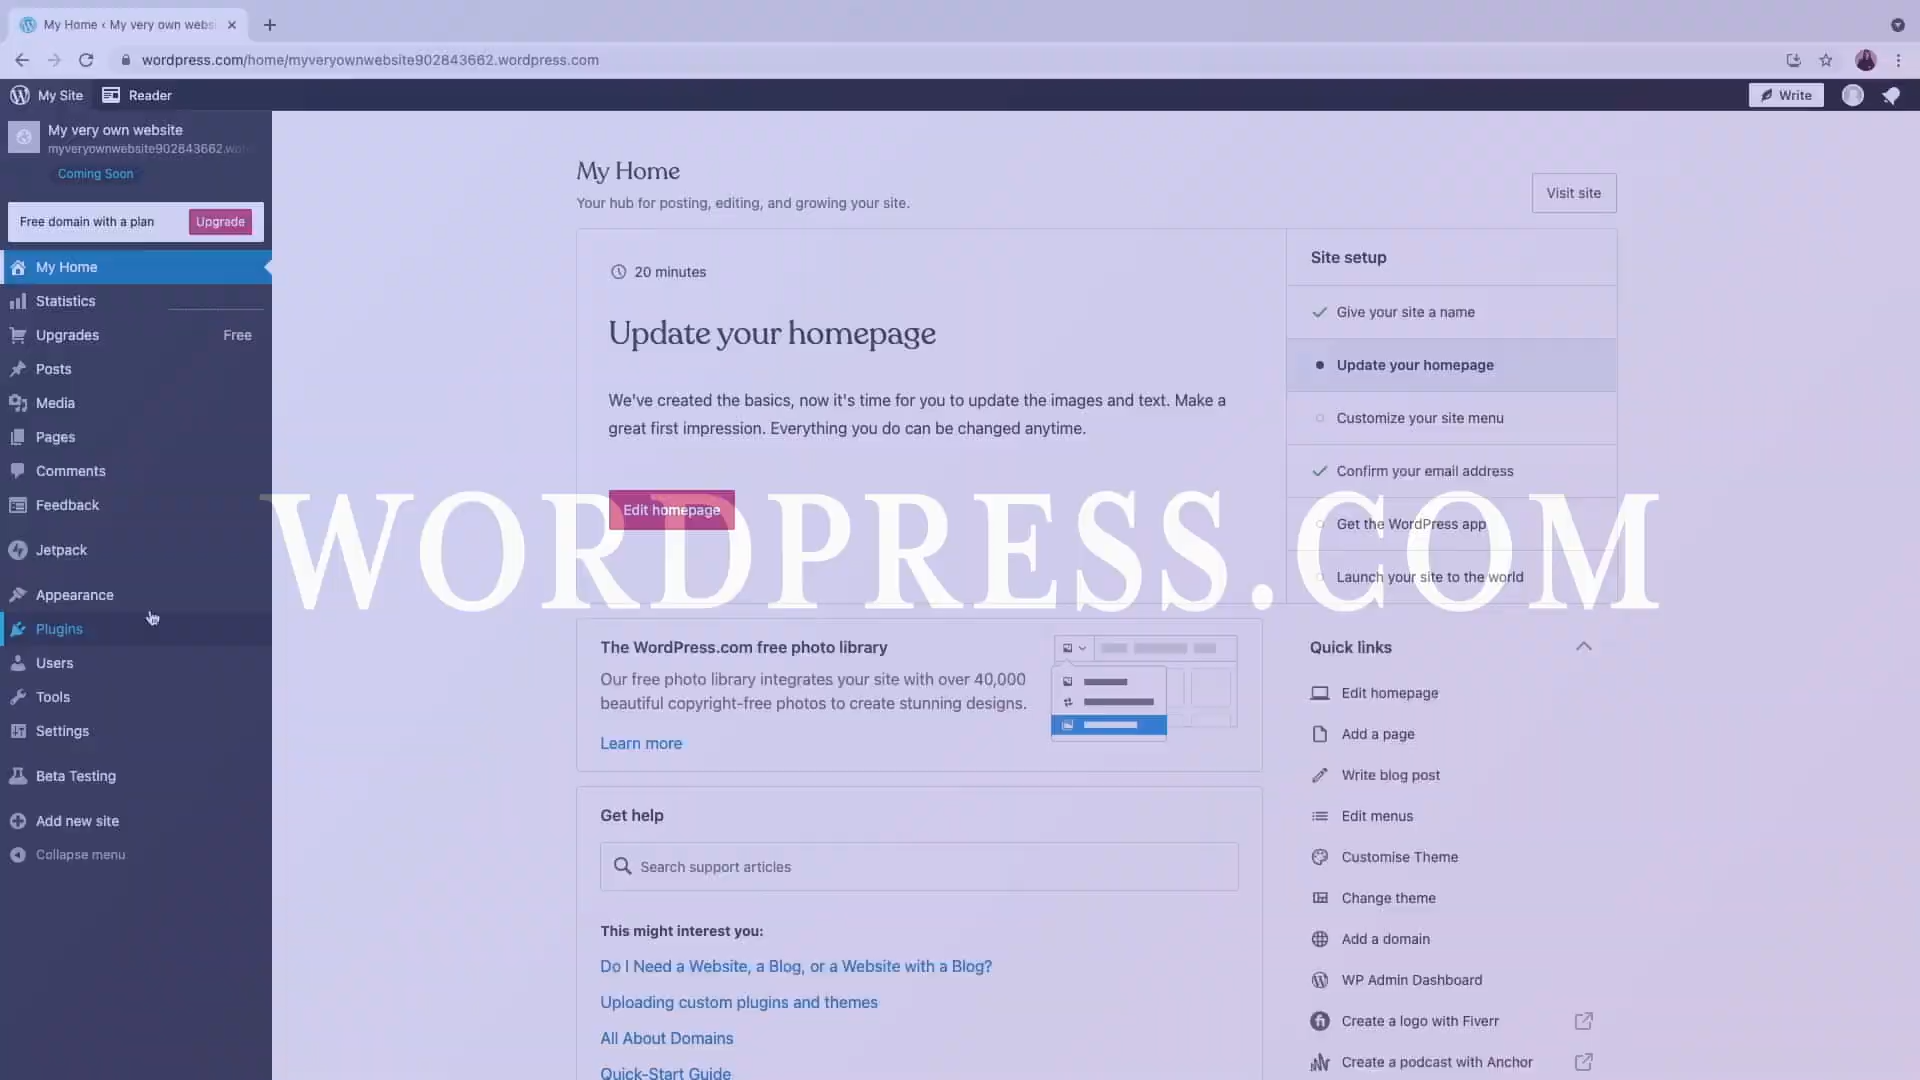 My Home ‹ My very own webs
wordpress.com/home/myveryownwebsite902843662.wordpress.com
My Site
Reader
Write
My very own website
myveryownwebsite902843662.wor
Coming Soon
Free domain with a plan
Upgrade
My Home
Statistics
Upgrades
Free
Posts
Media
Pages
Comments
Feedback
Jetpack
Appearance
Plugins
Users
Tools
Settings
Beta Testing
Add new site
Collapse menu
My Home
Your hub for posting, editing, and growing your site.
Visit site
20 minutes
Update your homepage
We've created the basics, now it's time for you to update the images and text. Make a
great first impression. Everything you do can be changed anytime.
Edit homepage
Site setup
Give your site a name
Update your homepage
Customize your site menu
Confirm your email address
Get the WordPress app
Launch your site to the world
WORDPRESS.COM
The WordPress.com free photo library
Our free photo library integrates your site with over 40,000
beautiful copyright-free photos to create stunning designs.
Learn more
Get help
Search support articles
This might interest you:
Do I Need a Website, a Blog, or a Website with a Blog?
Uploading custom plugins and themes
All About Domains
Quick-Start Guide
Quick links
Edit homepage
Add a page
Write blog post
Edit menus
Customise Theme
Change theme
Add a domain
WP Admin Dashboard
Create a logo with Fiverr
Create a podcast with Anchor